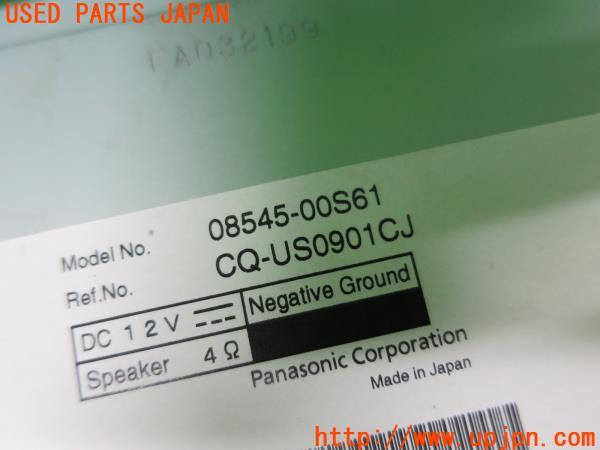 USED PARTS JAPAN
FA032199
Model No. 08545-00S61
Ref.No. CQ-US0901CJ
DC 12V Negative Ground
Speaker 4Ω
Panasonic Corporation
Made in Japan
http://www.upjpn.com